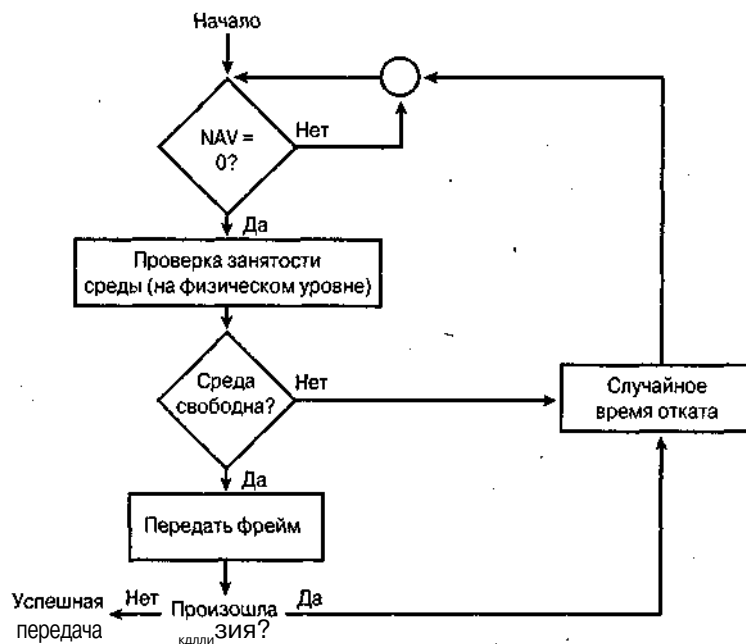 Начало
NAV =
0?
Нет
Да
Проверка занятости
среды (на физическом уровне)
Среда
свободна?
Нет
Случайное
время отката
Да
Передать фрейм
Успешная
передача
Нет
Произошла
кдлли зия?
Да